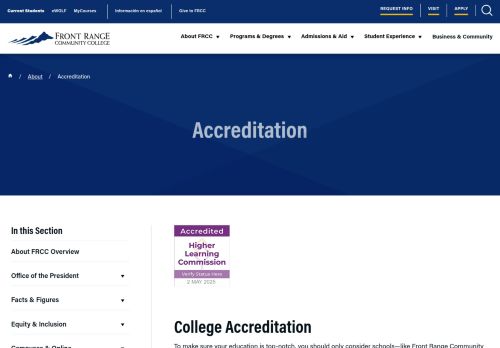 Current Students eWOLF MyCourses Información en español Give to FRCC REQUEST INFO VISIT APPLY
FRONT RANGE
COMMUNITY COLLEGE
About FRCC Programs & Degrees Admissions & Aid Student Experience Business & Community
/ About / Accreditation
Accreditation
In this Section
About FRCC Overview
Office of the President
Facts & Figures
Equity & Inclusion
Campuses & Online
Accredited
Higher
Learning
Commission
Verify Status Here
2 MAY 2025
College Accreditation
To make sure your education is top-notch, you should only consider schools—like Front Range Community